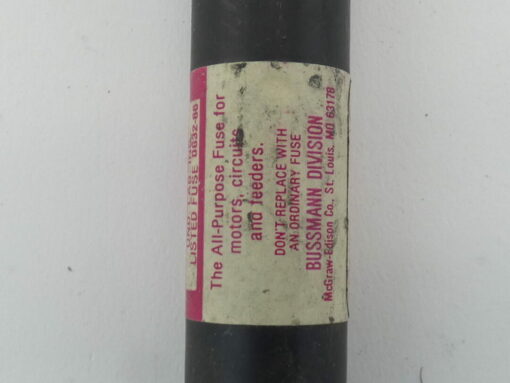 LISTED FUSE
The All-Purpose Fuse for
motors, circuits
and feeders.
DON'T REPLACE WITH
AN ORDINARY FUSE
BUSSMANN DIVISION
McGraw-Edison Co., St. Louis, MO 63178